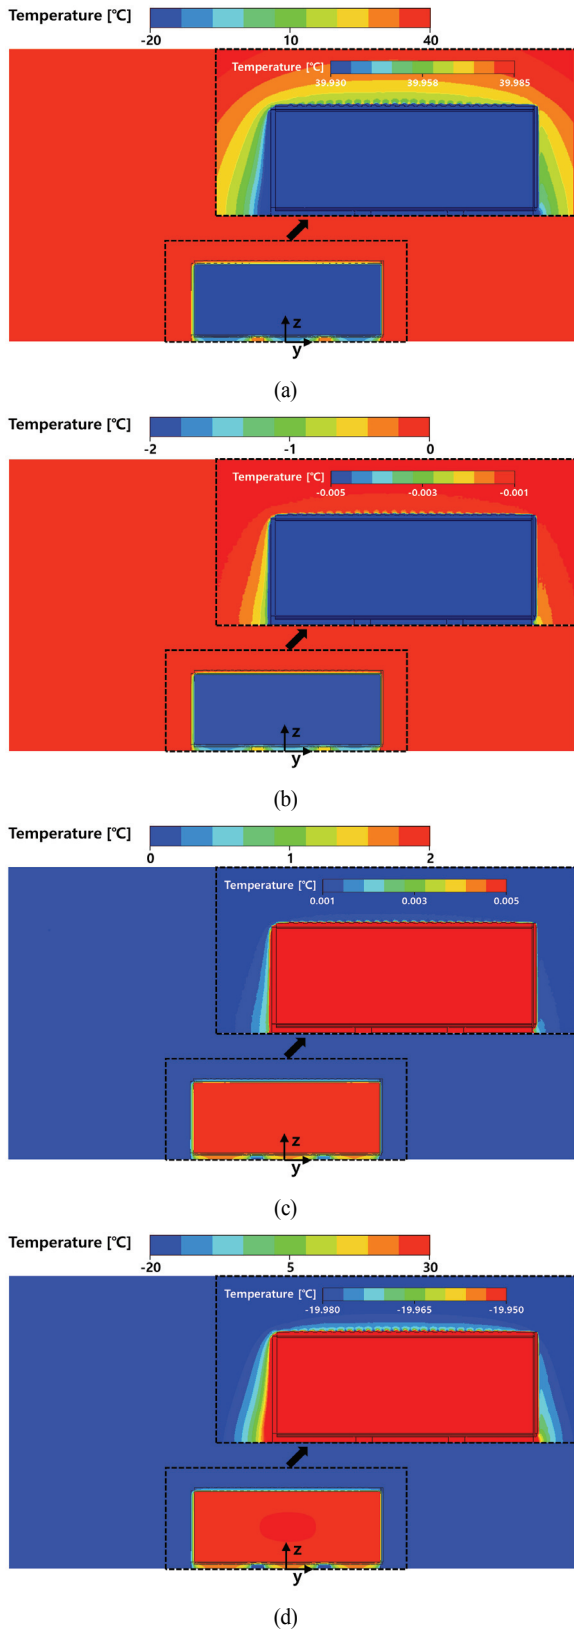 Temperature [℃]
-20 10 40
Temperature [℃]
39.930 39.958 39.985
z
y
(a)
Temperature [℃]
-2 -1 0
Temperature [℃]
-0.005 -0.003 -0.001
z
y
(b)
Temperature [℃]
0 1 2
Temperature [℃]
0.001 0.003 0.005
z
y
(c)
Temperature [℃]
-20 5 30
Temperature [℃]
-19.980 -19.965 -19.950
z
y
(d)